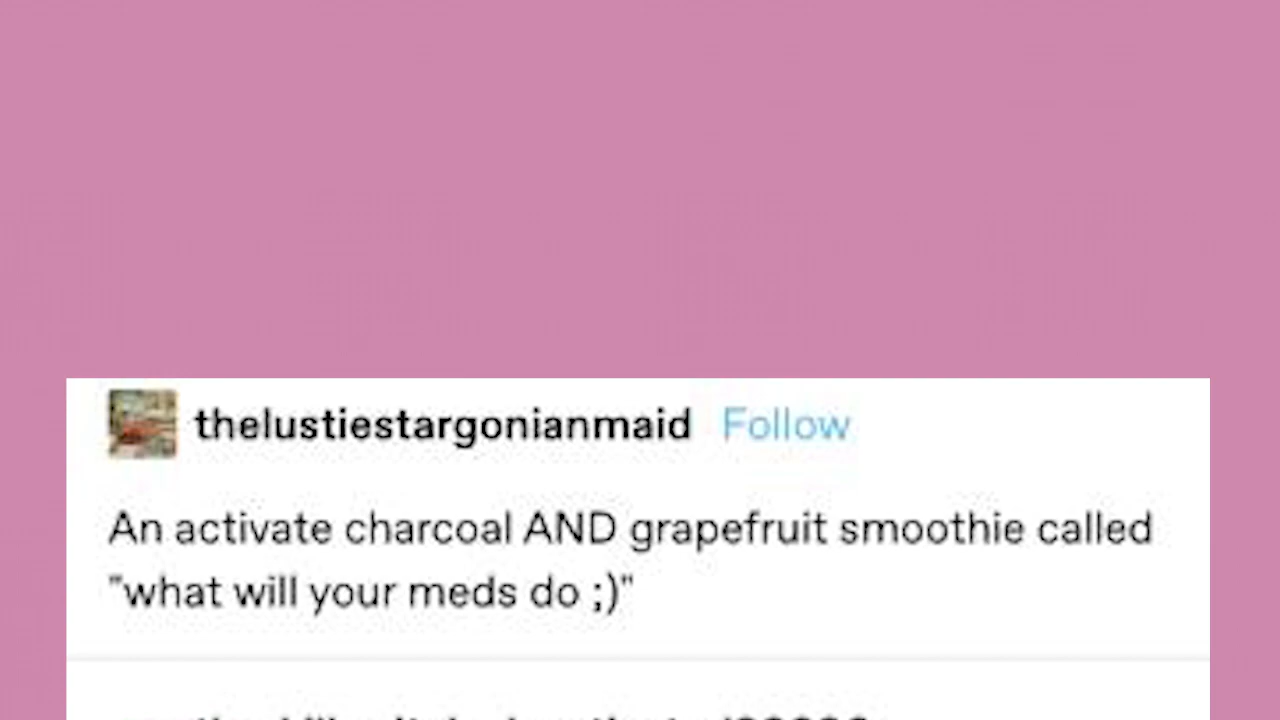 thelustiestargonianmaid Follow
An activate charcoal AND grapefruit smoothie called
"what will your meds do ;)"